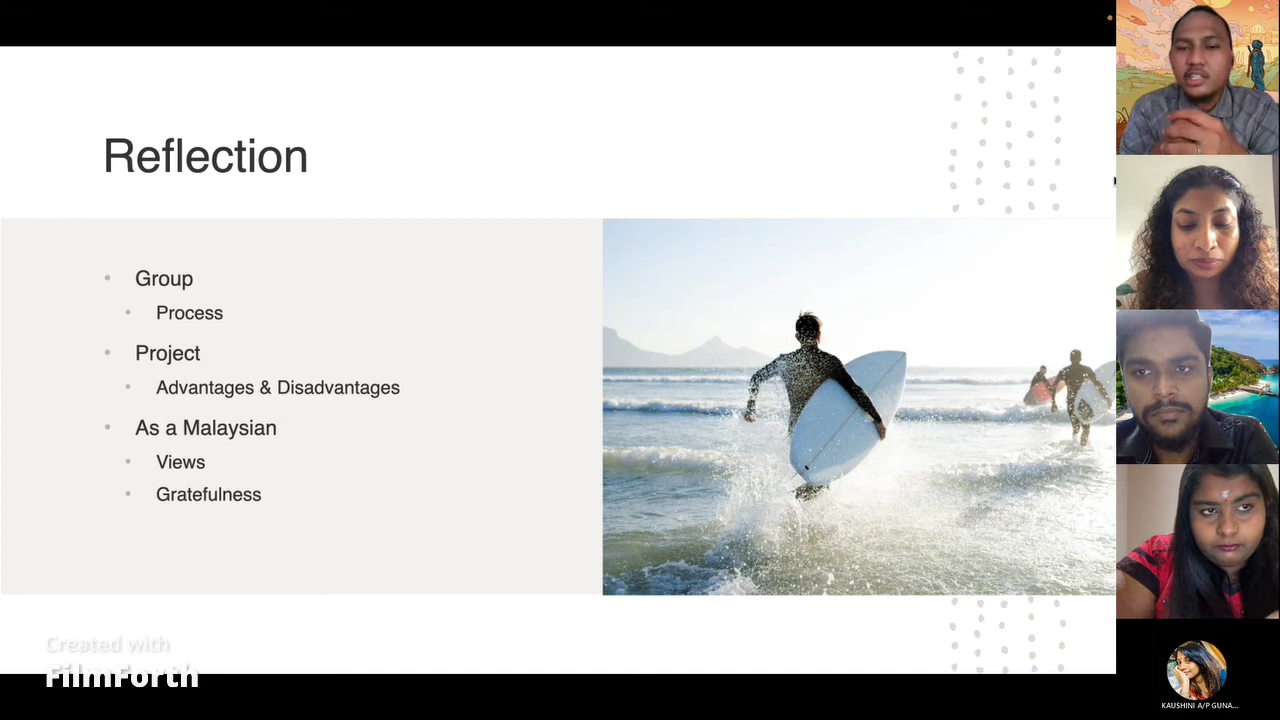 Reflection
Group
Process
Project
Advantages & Disadvantages
As a Malaysian
Views
Gratefulness
Created with
FilmForth
KAUSHINI A/P GUNA...